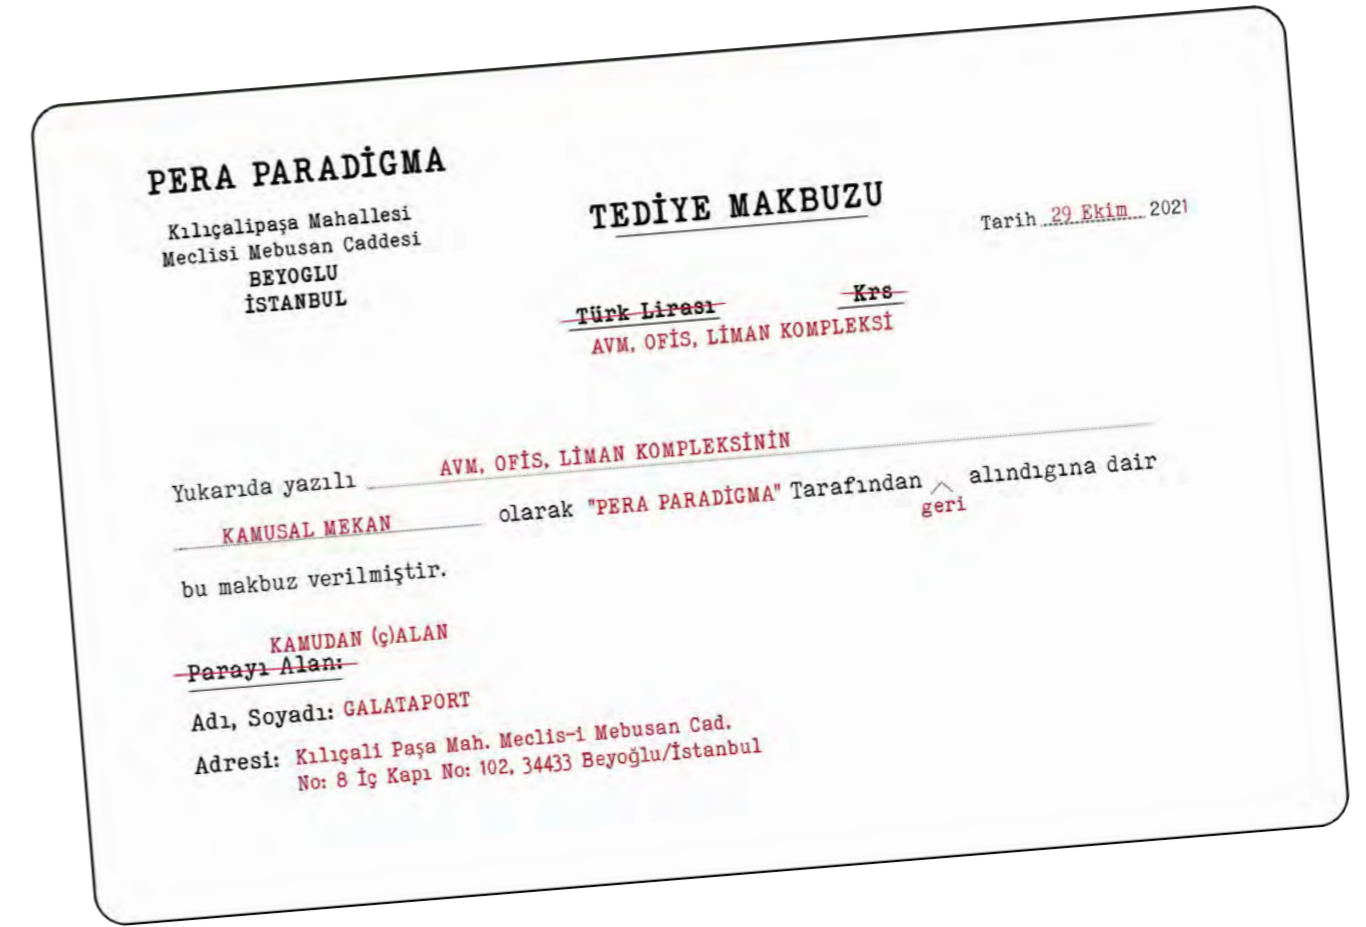 PERA PARADİGMA
Kılıçalipaşa Mahallesi
Meclisi Mebusan Caddesi
BEYOGLU
İSTANBUL
TEDİYE MAKBUZU
Tarih 29 Ekim 2021
Türk Lirası Krs
AVM, OFİS, LİMAN KOMPLEKSİ
Yukarıda yazılı AVM, OFİS, LİMAN KOMPLEKSİNİN
KAMUSAL MEKAN olarak "PERA PARADİGMA" Tarafından alındıgına dair
geri
bu makbuz verilmiştir.
KAMUDAN (ç)ALAN
Parayı Alan:
Adı, Soyadı: GALATAPORT
Adresi: Kılıçali Paşa Mah. Meclis-i Mebusan Cad.
No: 8 İç Kapı No: 102, 34433 Beyoğlu/İstanbul